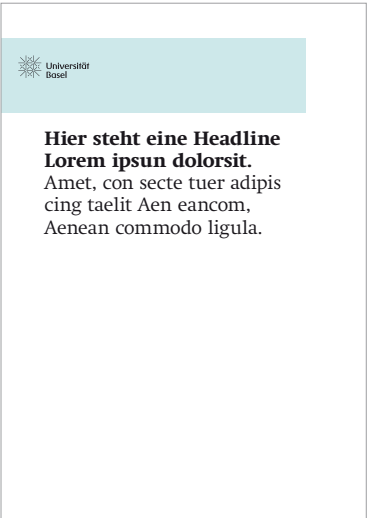 Universität
Basel
Hier steht eine Headline
Lorem ipsun dolorsit.
Amet, con secte tuer adipis
cing taelit Aen eancom,
Aenean commodo ligula.